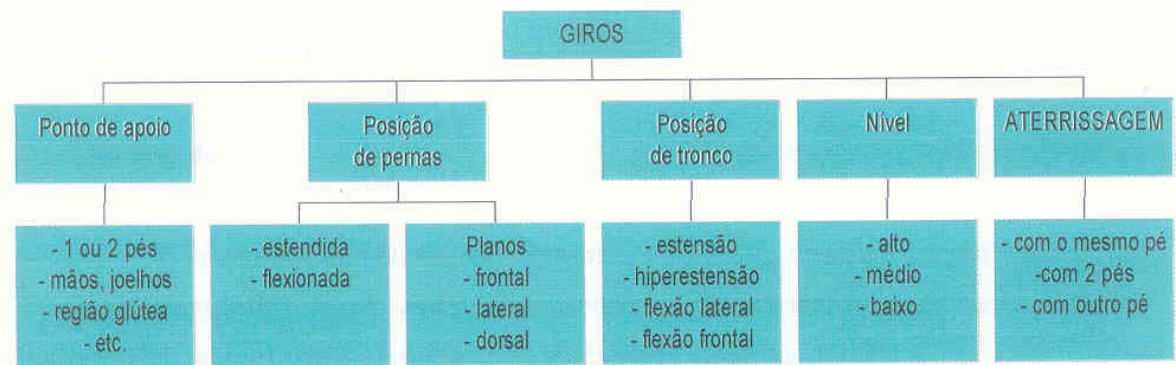 GIROS
Ponto de apoio
Posição
de pernas
Posição
de tronco
Nível
ATERRISSAGEM
- 1 ou 2 pés
- mãos, joelhos
- região glútea
- etc.
- estendida
- flexionada
Planos
- frontal
- lateral
- dorsal
- estensão
- hiperestensão
- flexão lateral
- flexão frontal
- alto
- médio
- baixo
- com o mesmo pé
-com 2 pés
- com outro pé